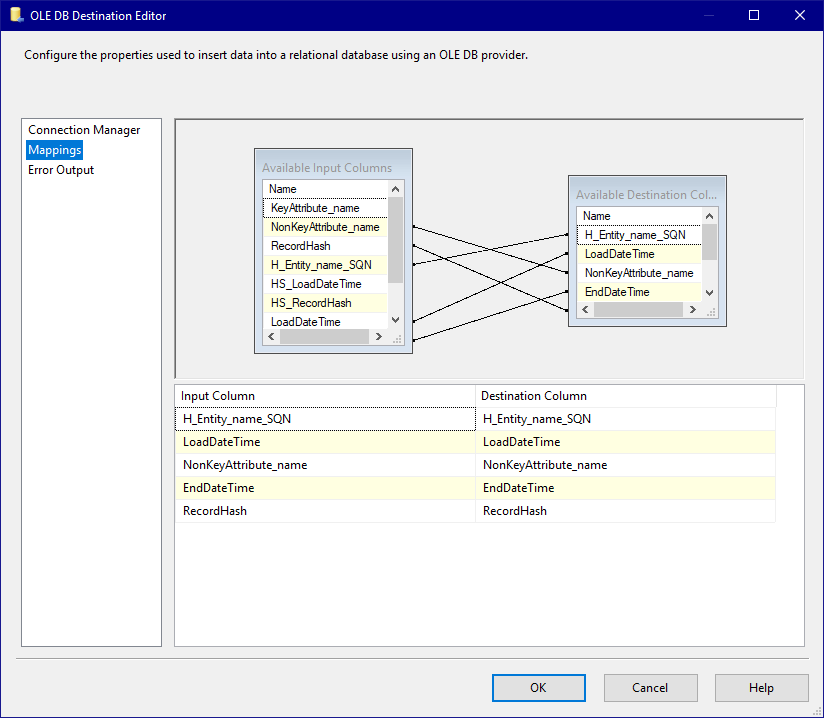 OLE DB Destination Editor
Configure the properties used to insert data into a relational database using an OLE DB provider.
Connection Manager
Mappings
Error Output
Available Input Columns
Name
KeyAttribute_name
NonKeyAttribute_name
RecordHash
H_Entity_name_SQN
HS_LoadDateTime
HS_RecordHash
LoadDateTime
Available Destination Col...
Name
H_Entity_name_SQN
LoadDateTime
NonKeyAttribute_name
EndDateTime
Input Column Destination Column
H_Entity_name_SQN H_Entity_name_SQN
LoadDateTime LoadDateTime
NonKeyAttribute_name NonKeyAttribute_name
EndDateTime EndDateTime
RecordHash RecordHash
OK Cancel Help